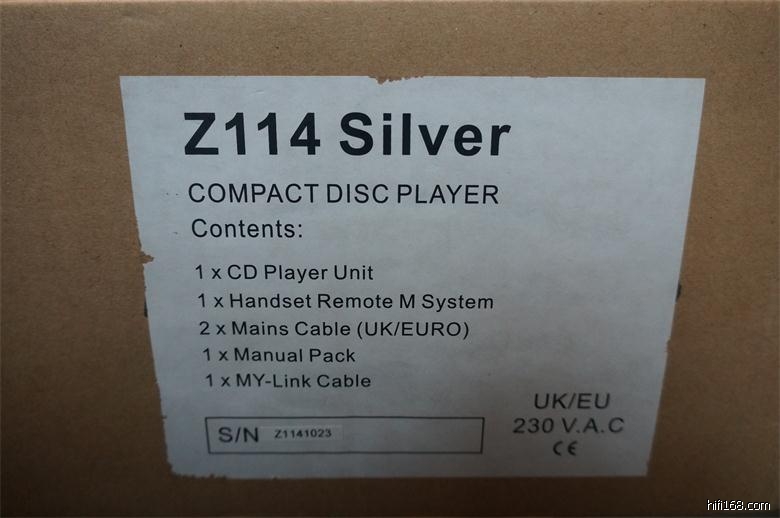 Z114 Silver
COMPACT DISC PLAYER
Contents:
1 x CD Player Unit
1 x Handset Remote M System
2 x Mains Cable (UK/EURO)
1 x Manual Pack
1 x MY-Link Cable
UK/EU
230 V.A.C
CE
S/N Z1141023
hifi168.com